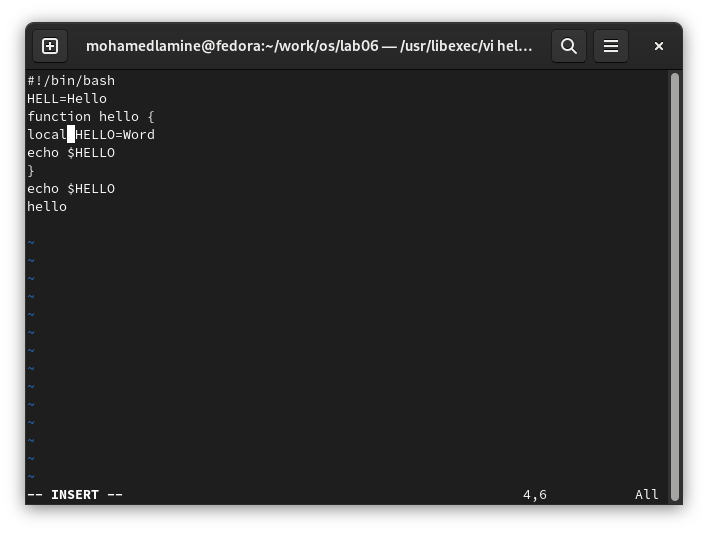 mohamedlamine@fedora:~/work/os/lab06 — /usr/libexec/vi hel...
#!/bin/bash
HELL=Hello
function hello {
local HELLO=Word
echo $HELLO
}
echo $HELLO
hello
~
~
~
~
~
~
~
~
~
~
~
~
~
~
-- INSERT -- 4,6 All